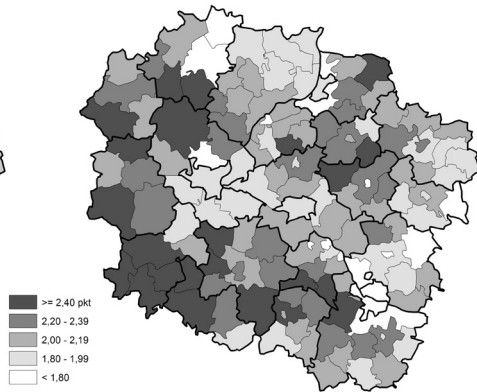 >= 2,40 pkt
2,20 - 2,39
2,00 - 2,19
1,80 - 1,99
< 1,80